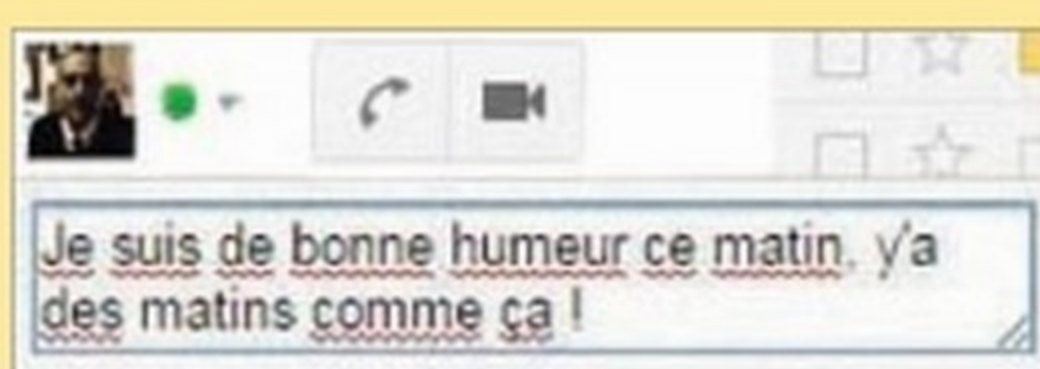 Je suis de bonne humeur ce matin, y'a
des matins comme ça !